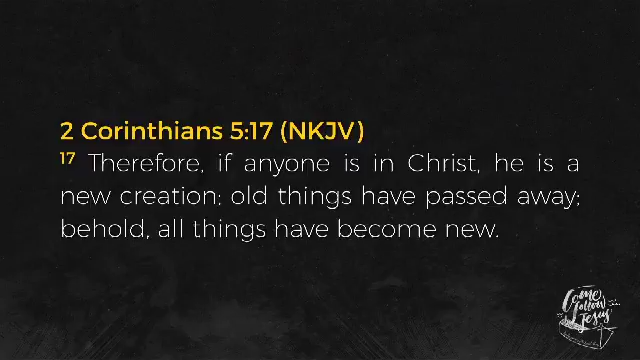 2 Corinthians 5:17 (NKJV)
17 Therefore, if anyone is in Christ, he is a
new creation; old things have passed away;
behold, all things have become new.
Come
follow
Jesus